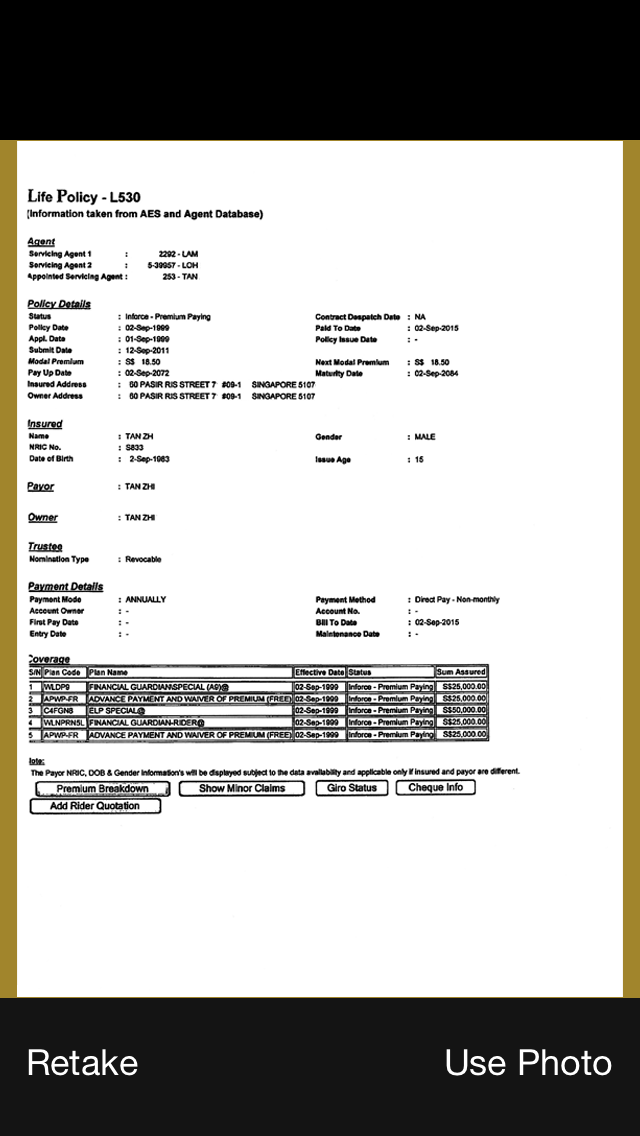 Life Policy - L530
(Information taken from AES and Agent Database)
Agent
Servicing Agent 1 : 2292 - LAM
Servicing Agent 2 : 5-39957 - LOH
Appointed Servicing Agent : 253 - TAN
Policy Details
Status : Inforce - Premium Paying Contract Despatch Date : NA
Policy Date : 02-Sep-1999 Paid To Date : 02-Sep-2015
Appl. Date : 01-Sep-1999 Policy Issue Date : -
Submit Date : 12-Sep-2011
Modal Premium : S$ 18.50 Next Modal Premium : S$ 18.50
Pay Up Date : 02-Sep-2072 Maturity Date : 02-Sep-2084
Insured Address : 60 PASIR RIS STREET 7 #09-1 SINGAPORE 5107
Owner Address : 60 PASIR RIS STREET 7 #09-1 SINGAPORE 5107
Insured
Name : TAN ZH Gender : MALE
NRIC No. : S833
Date of Birth : 2-Sep-1983 Issue Age : 15
Payor : TAN ZHI
Owner : TAN ZHI
Trustee
Nomination Type : Revocable
Payment Details
Payment Mode : ANNUALLY Payment Method : Direct Pay - Non-monthly
Account Owner : - Account No. : -
First Pay Date : - Bill To Date : 02-Sep-2015
Entry Date : - Maintenance Date : -
Coverage
S/N Plan Code Plan Name Effective Date Status Sum Assured
1 WLDP9 FINANCIAL GUARDIAN\SPECIAL (A9)@ 02-Sep-1999 Inforce - Premium Paying S$25,000.00
2 APWP-FR ADVANCE PAYMENT AND WAIVER OF PREMIUM (FREE) 02-Sep-1999 Inforce - Premium Paying S$25,000.00
3 C4FGN8 ELP SPECIAL@ 02-Sep-1999 Inforce - Premium Paying S$50,000.00
4 WLNPRN5L FINANCIAL GUARDIAN-RIDER@ 02-Sep-1999 Inforce - Premium Paying S$25,000.00
5 APWP-FR ADVANCE PAYMENT AND WAIVER OF PREMIUM (FREE) 02-Sep-1999 Inforce - Premium Paying S$25,000.00
lote:
The Payor NRIC, DOB & Gender Information's will be displayed subject to the data availability and applicable only if insured and payor are different.
Premium Breakdown Show Minor Claims Giro Status Cheque Info
Add Rider Quotation
Retake Use Photo